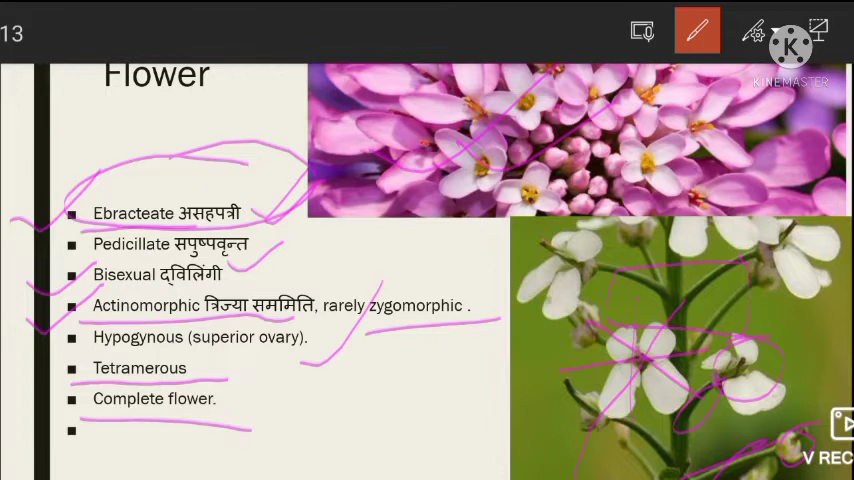 13
K
KINEMASTER
Flower
Ebracteate असहपत्री
Pedicillate सपुष्पवृन्त
Bisexual द्विलिंगी
Actinomorphic त्रिज्या सममिति, rarely zygomorphic .
Hypogynous (superior ovary).
Tetramerous
Complete flower.
V REC